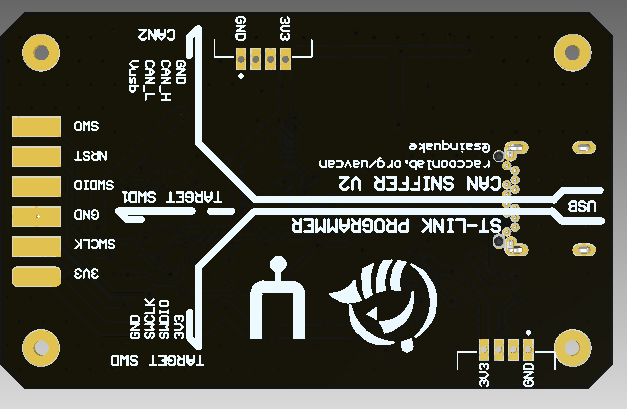 CAN2
GND
3V3
GND
CAN_H
CAN_L
Vusb
SWO
NRST
SWDIO
GND
SWCLK
3V3
TARGET SWD1
@sainquake
raccoonlab.org/uavcan
CAN SNIFFER V2
ST-LINK PROGRAMMER
USB
GND
SWCLK
SWDIO
3V3
TARGET SWD
3V3
GND